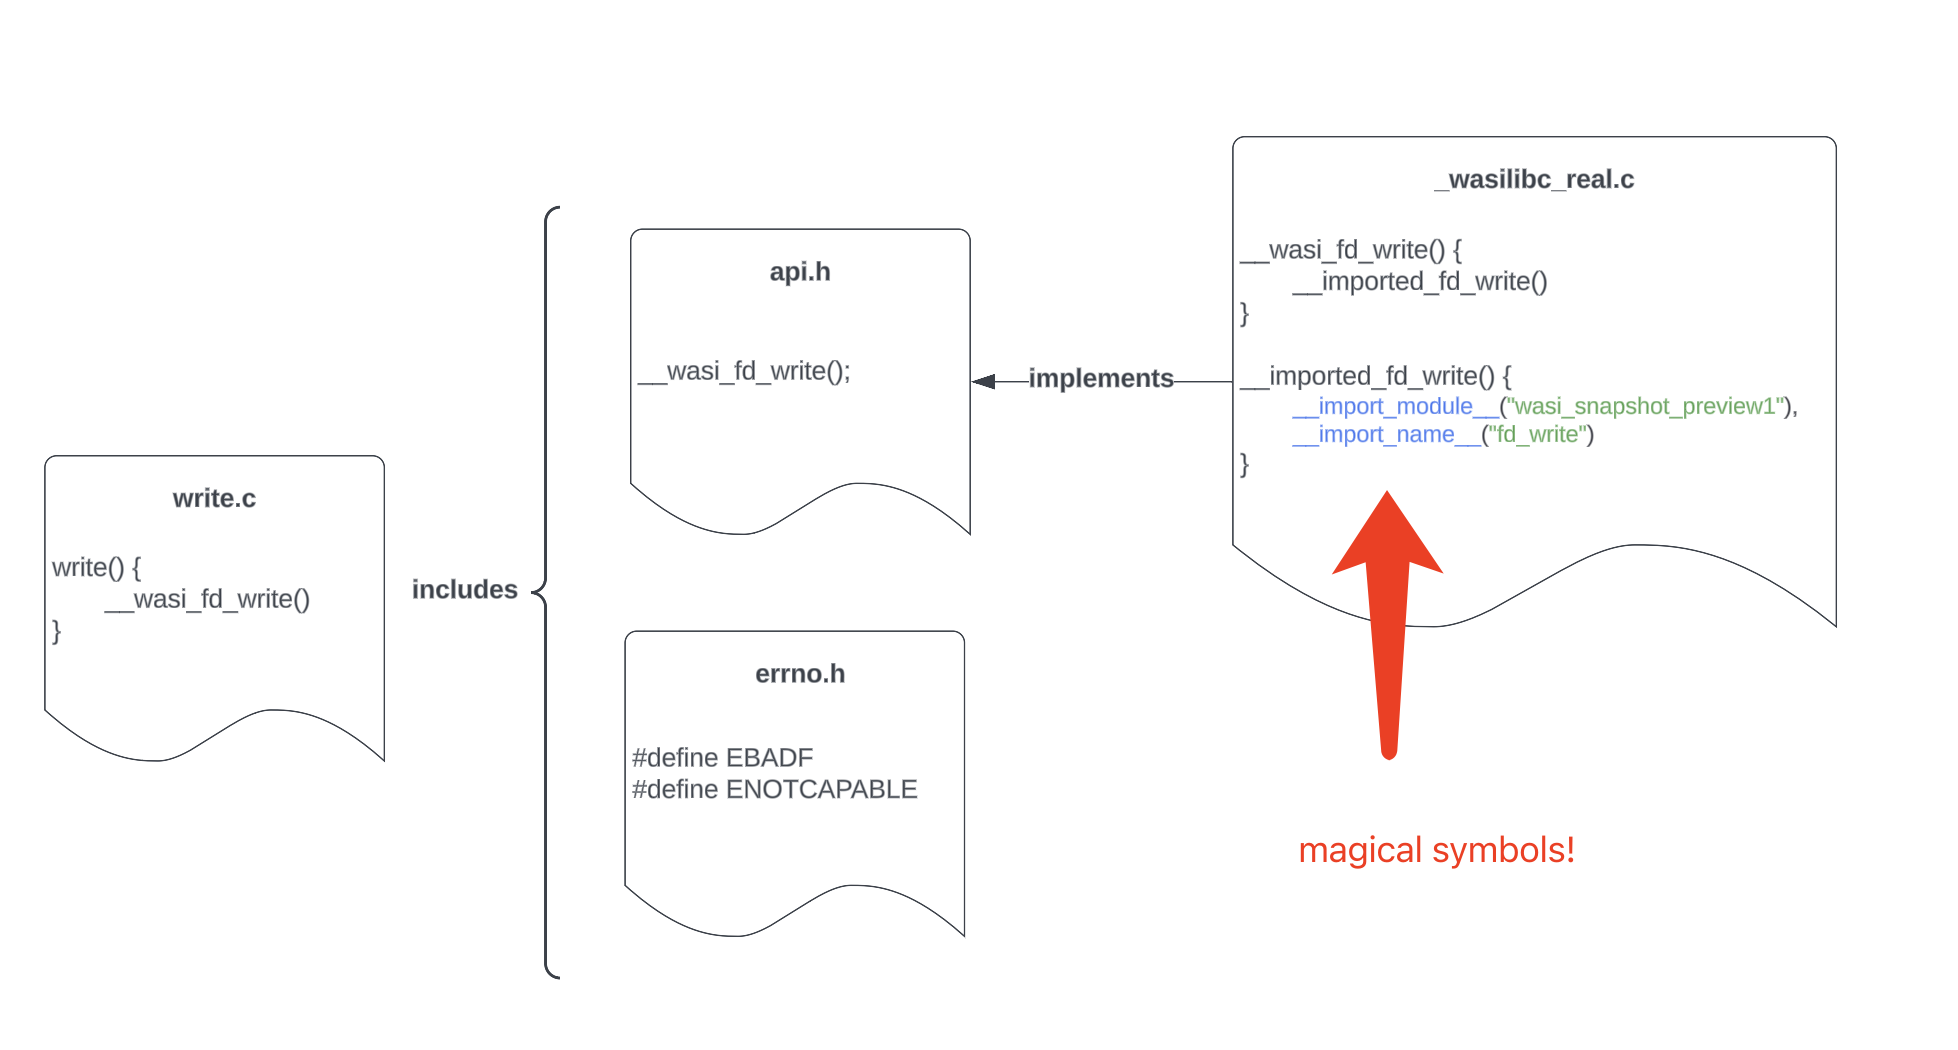 write.c
write() {
__wasi_fd_write()
}
includes
api.h
__wasi_fd_write();
errno.h
#define EBADF
#define ENOTCAPABLE
implements
_wasilibc_real.c
__wasi_fd_write() {
__imported_fd_write()
}
__imported_fd_write() {
__import_module__("wasi_snapshot_preview1"),
__import_name__("fd_write")
}
magical symbols!